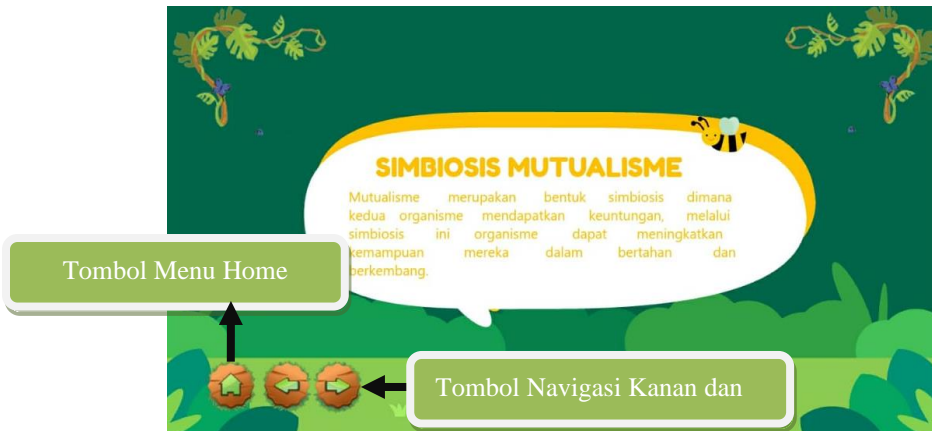 SIMBIOSIS MUTUALISME
Mutualisme merupakan bentuk simbiosis dimana
kedua organisme mendapatkan keuntungan, melalui
simbiosis ini organisme dapat meningkatkan
kemampuan mereka dalam bertahan dan
berkembang.
Tombol Menu Home
Tombol Navigasi Kanan dan